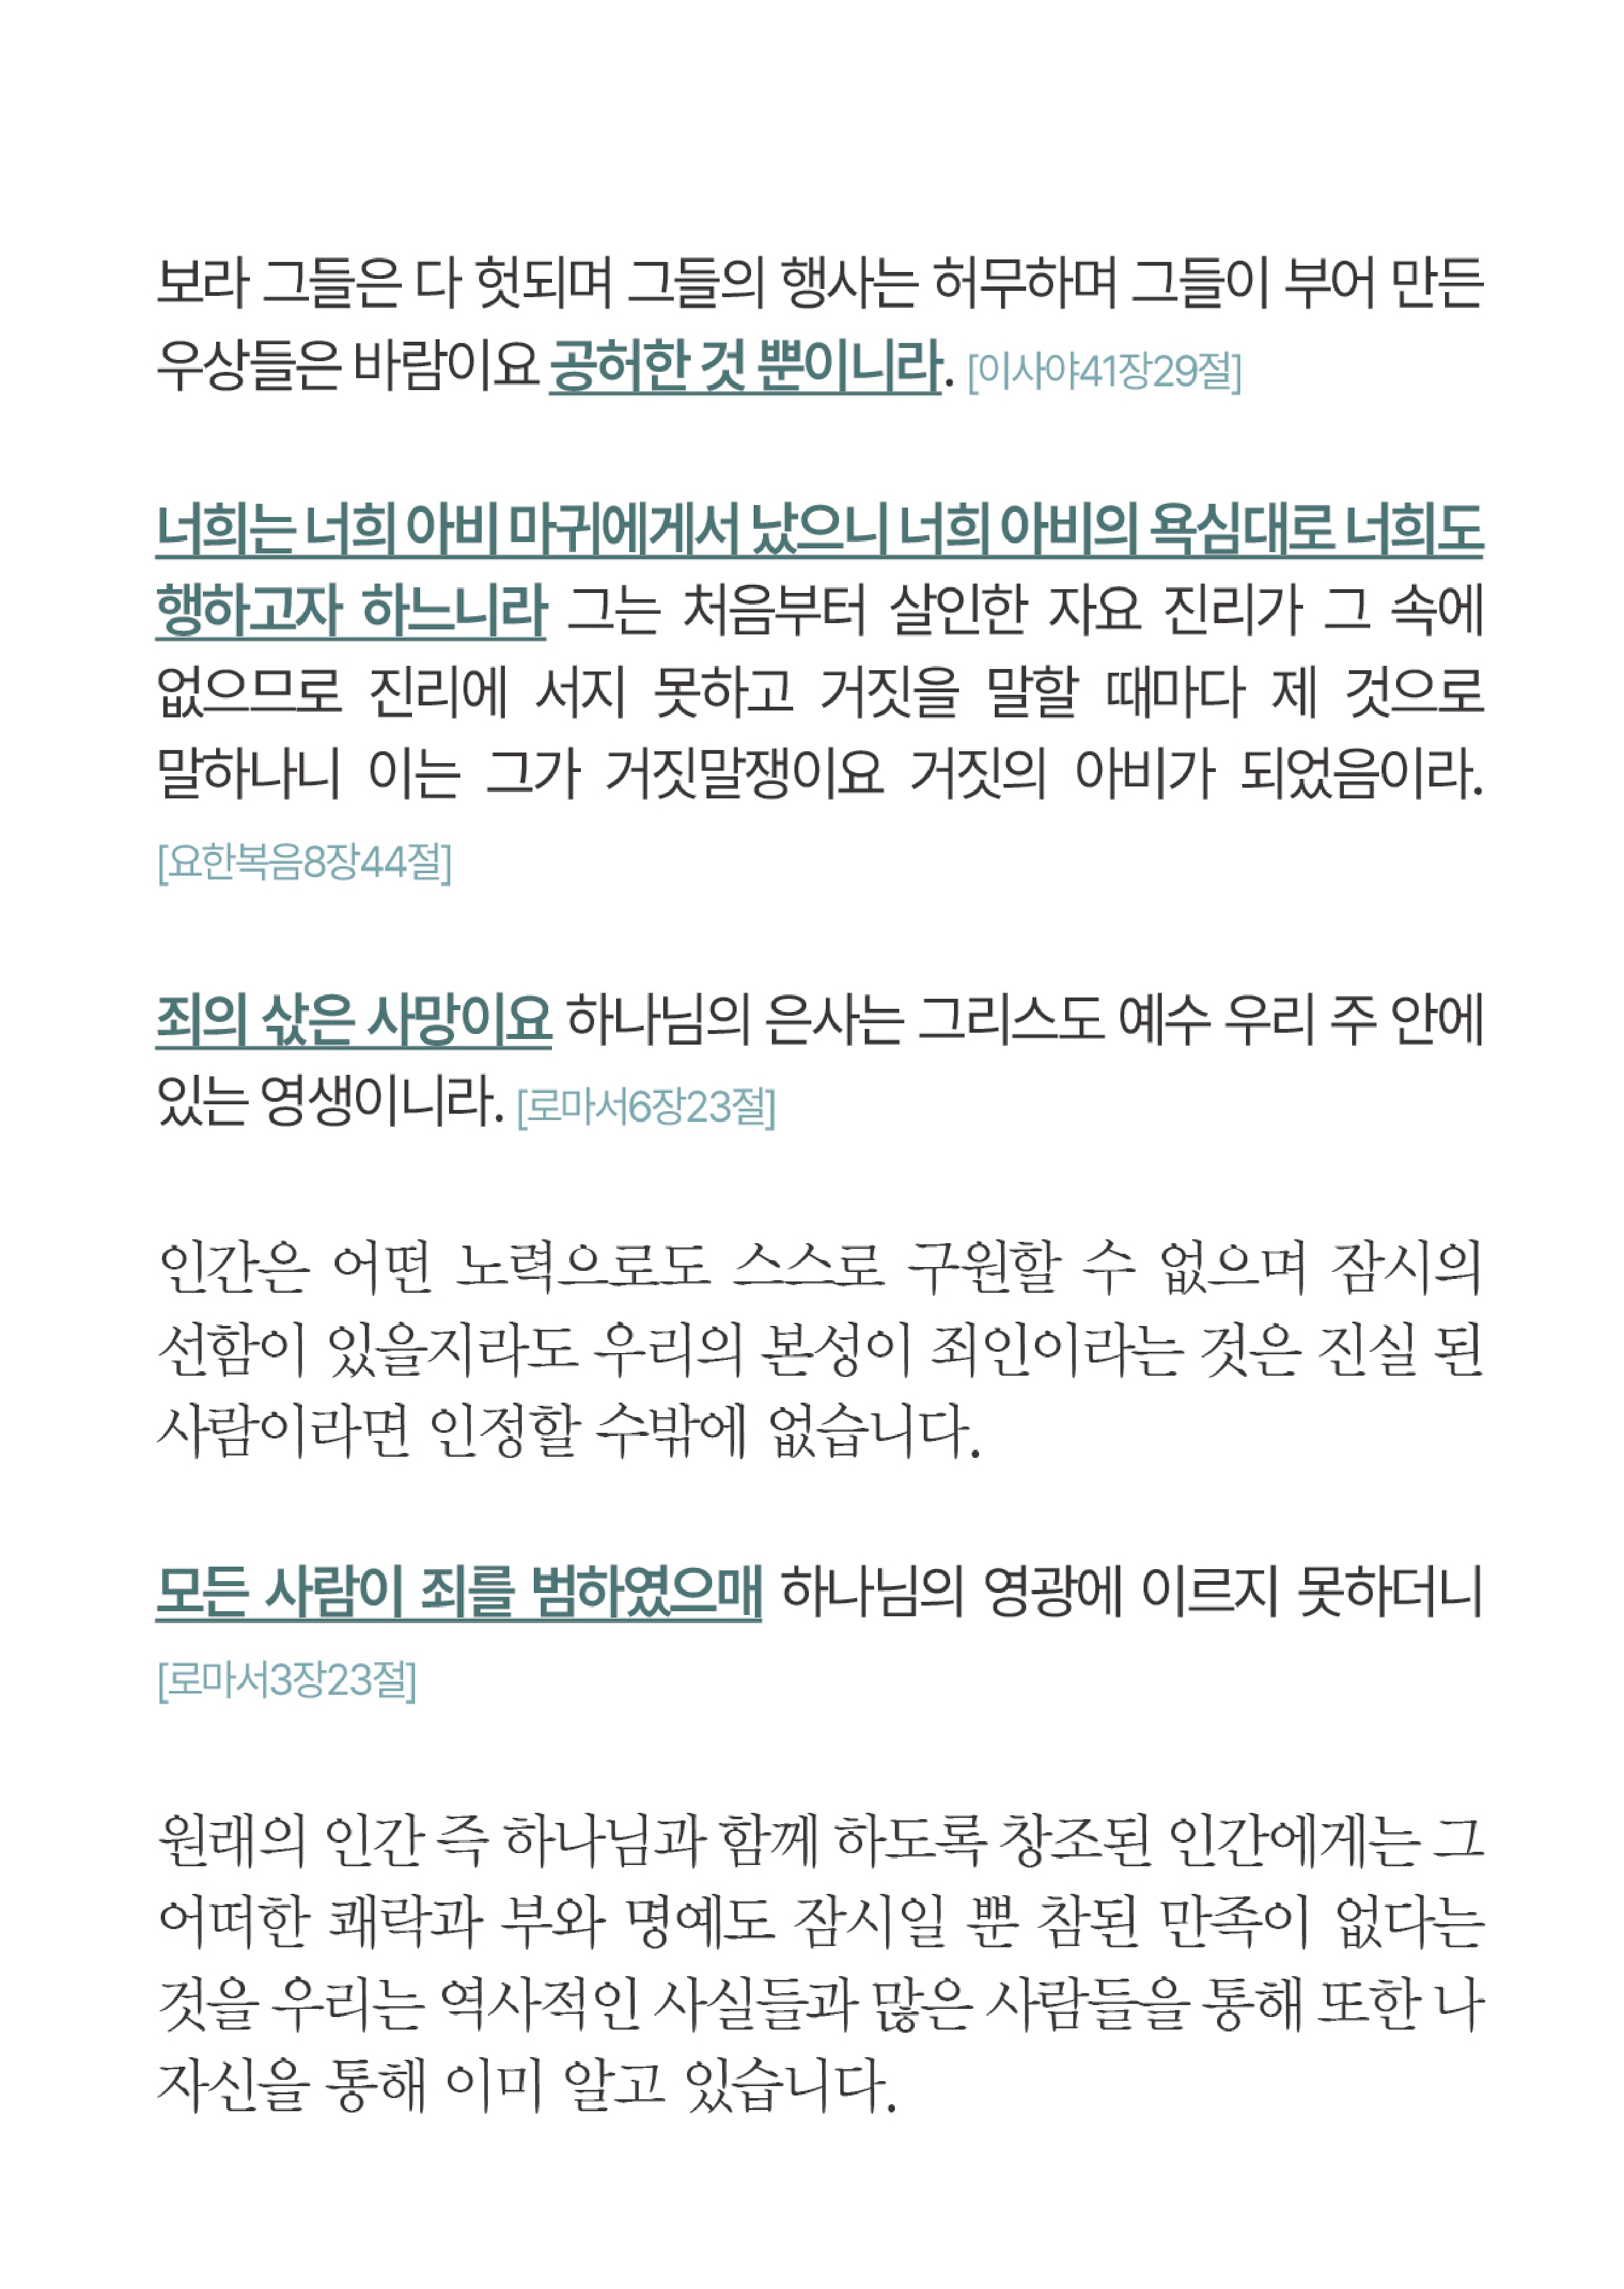 보라 그들은 다 헛되며 그들의 행사는 허무하며 그들이 부어 만든
우상들은 바람이요 공허한 것 뿐이니라. [이사야41장29절]
너희는 너희 아비 마귀에게서 났으니 너희 아비의 욕심대로 너희도
행하고자 하느니라 그는 처음부터 살인한 자요 진리가 그 속에
없으므로 진리에 서지 못하고 거짓을 말할 때마다 제 것으로
말하나니 이는 그가 거짓말쟁이요 거짓의 아비가 되었음이라.
[요한복음8장44절]
죄의 삯은 사망이요 하나님의 은사는 그리스도 예수 우리 주 안에
있는 영생이니라. [로마서6장23절]
인간은 어떤 노력으로도 스스로 구원할 수 없으며 잠시의
선함이 있을지라도 우리의 본성이 죄인이라는 것은 진실 된
사람이라면 인정할 수밖에 없습니다.
모든 사람이 죄를 범하였으매 하나님의 영광에 이르지 못하더니
[로마서3장23절]
원래의 인간 즉 하나님과 함께 하도록 창조된 인간에게는 그
어떠한 쾌락과 부와 명예도 잠시일 뿐 참된 만족이 없다는
것을 우리는 역사적인 사실들과 많은 사람들을 통해 또한 나
자신을 통해 이미 알고 있습니다.